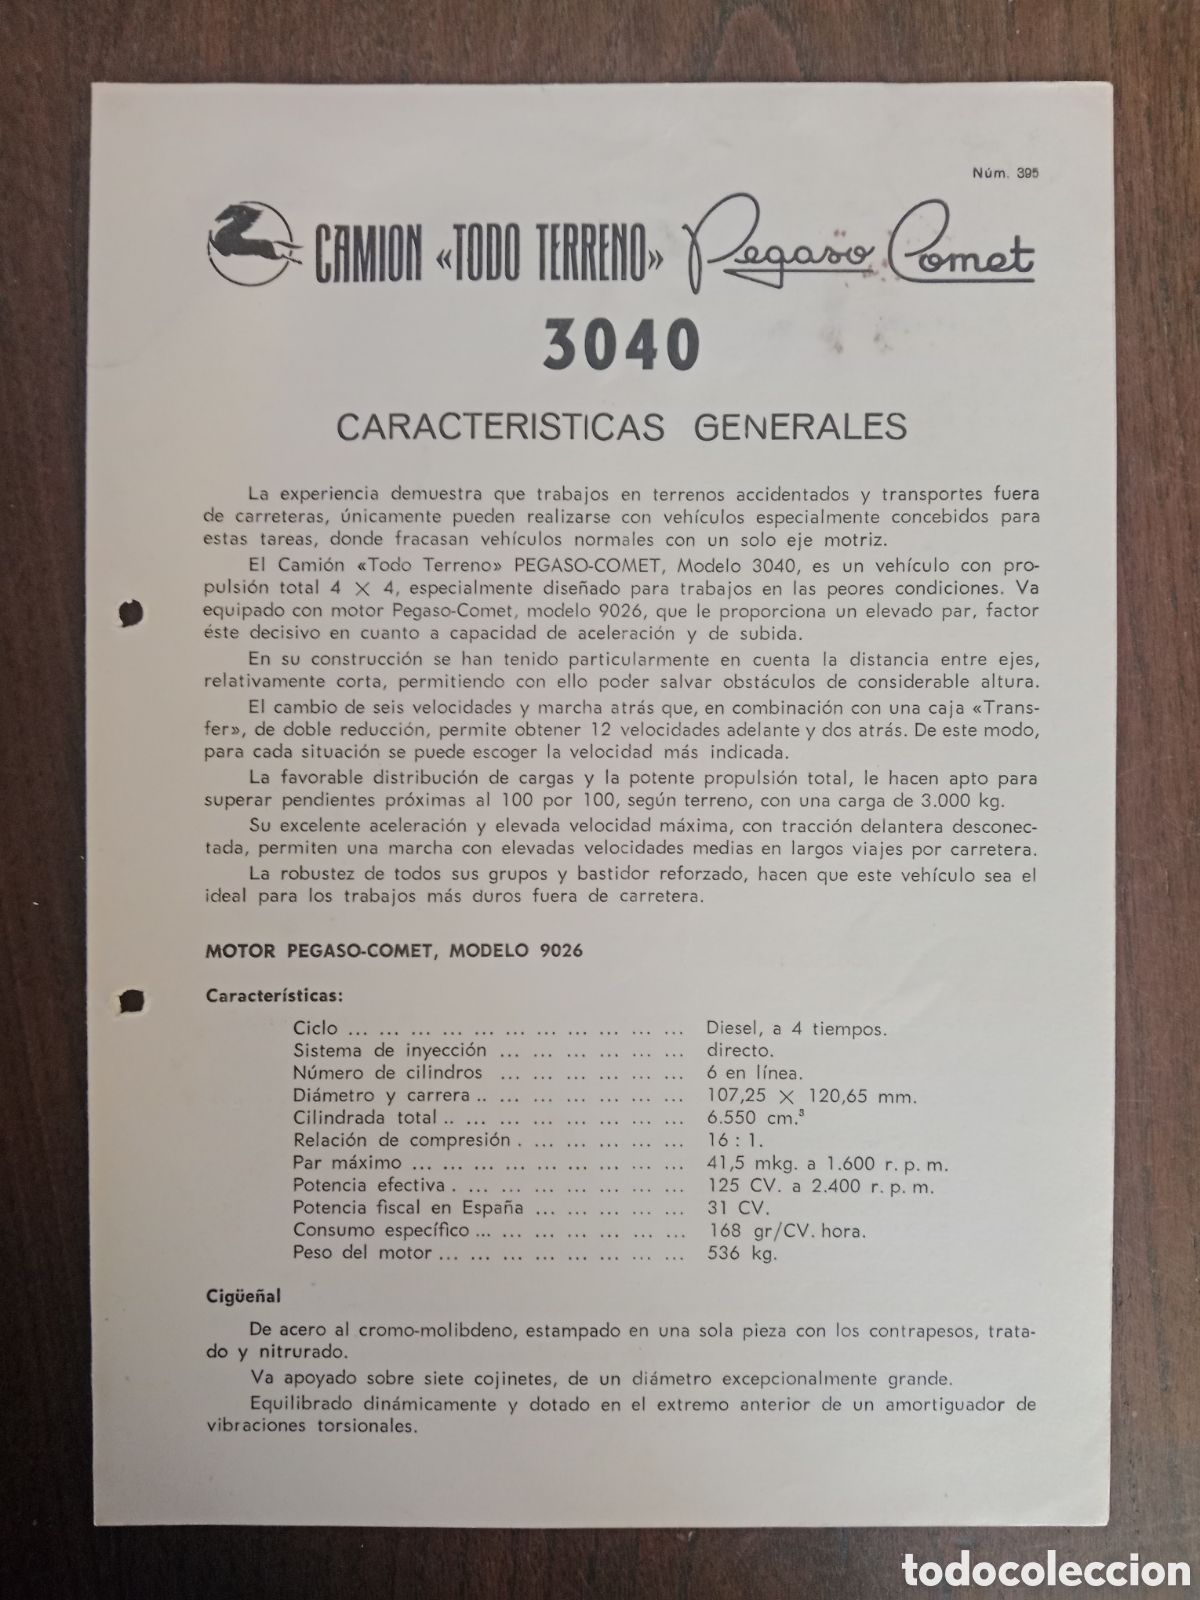 Núm. 395
CAMION «TODO TERRENO» Pegaso Comet
3040
CARACTERISTICAS GENERALES
La experiencia demuestra que trabajos en terrenos accidentados y transportes fuera
de carreteras, únicamente pueden realizarse con vehículos especialmente concebidos para
estas tareas, donde fracasan vehículos normales con un solo eje motriz.
El Camión «Todo Terreno» PEGASO-COMET, Modelo 3040, es un vehículo con pro-
pulsión total 4 × 4, especialmente diseñado para trabajos en las peores condiciones. Va
equipado con motor Pegaso-Comet, modelo 9026, que le proporciona un elevado par, factor
éste decisivo en cuanto a capacidad de aceleración y de subida.
En su construcción se han tenido particularmente en cuenta la distancia entre ejes,
relativamente corta, permitiendo con ello poder salvar obstáculos de considerable altura.
El cambio de seis velocidades y marcha atrás que, en combinación con una caja «Trans-
fer», de doble reducción, permite obtener 12 velocidades adelante y dos atrás. De este modo,
para cada situación se puede escoger la velocidad más indicada.
La favorable distribución de cargas y la potente propulsión total, le hacen apto para
superar pendientes próximas al 100 por 100, según terreno, con una carga de 3.000 kg.
Su excelente aceleración y elevada velocidad máxima, con tracción delantera desconec-
tada, permiten una marcha con elevadas velocidades medias en largos viajes por carretera.
La robustez de todos sus grupos y bastidor reforzado, hacen que este vehículo sea el
ideal para los trabajos más duros fuera de carretera.
MOTOR PEGASO-COMET, MODELO 9026
Características:
Ciclo ... ... ... ... ... ... ... ... ... ... ... Diesel, a 4 tiempos.
Sistema de inyección ... ... ... ... ... ... directo.
Número de cilindros ... ... ... ... ... ... 6 en línea.
Diámetro y carrera .. ... ... ... ... ... ... 107,25 × 120,65 mm.
Cilindrada total .. ... ... ... ... ... ... ... 6.550 cm.³
Relación de compresión . ... ... ... ... ... 16 : 1.
Par máximo ... ... ... ... ... ... ... ... ... 41,5 mkg. a 1.600 r. p. m.
Potencia efectiva . ... ... ... ... ... ... ... 125 CV. a 2.400 r. p. m.
Potencia fiscal en España ... ... ... ... ... 31 CV.
Consumo específico ... ... ... ... ... ... ... 168 gr/CV. hora.
Peso del motor ... ... ... ... ... ... ... ... 536 kg.
Cigüeñal
De acero al cromo-molibdeno, estampado en una sola pieza con los contrapesos, trata-
do y nitrurado.
Va apoyado sobre siete cojinetes, de un diámetro excepcionalmente grande.
Equilibrado dinámicamente y dotado en el extremo anterior de un amortiguador de
vibraciones torsionales.
todocoleccion